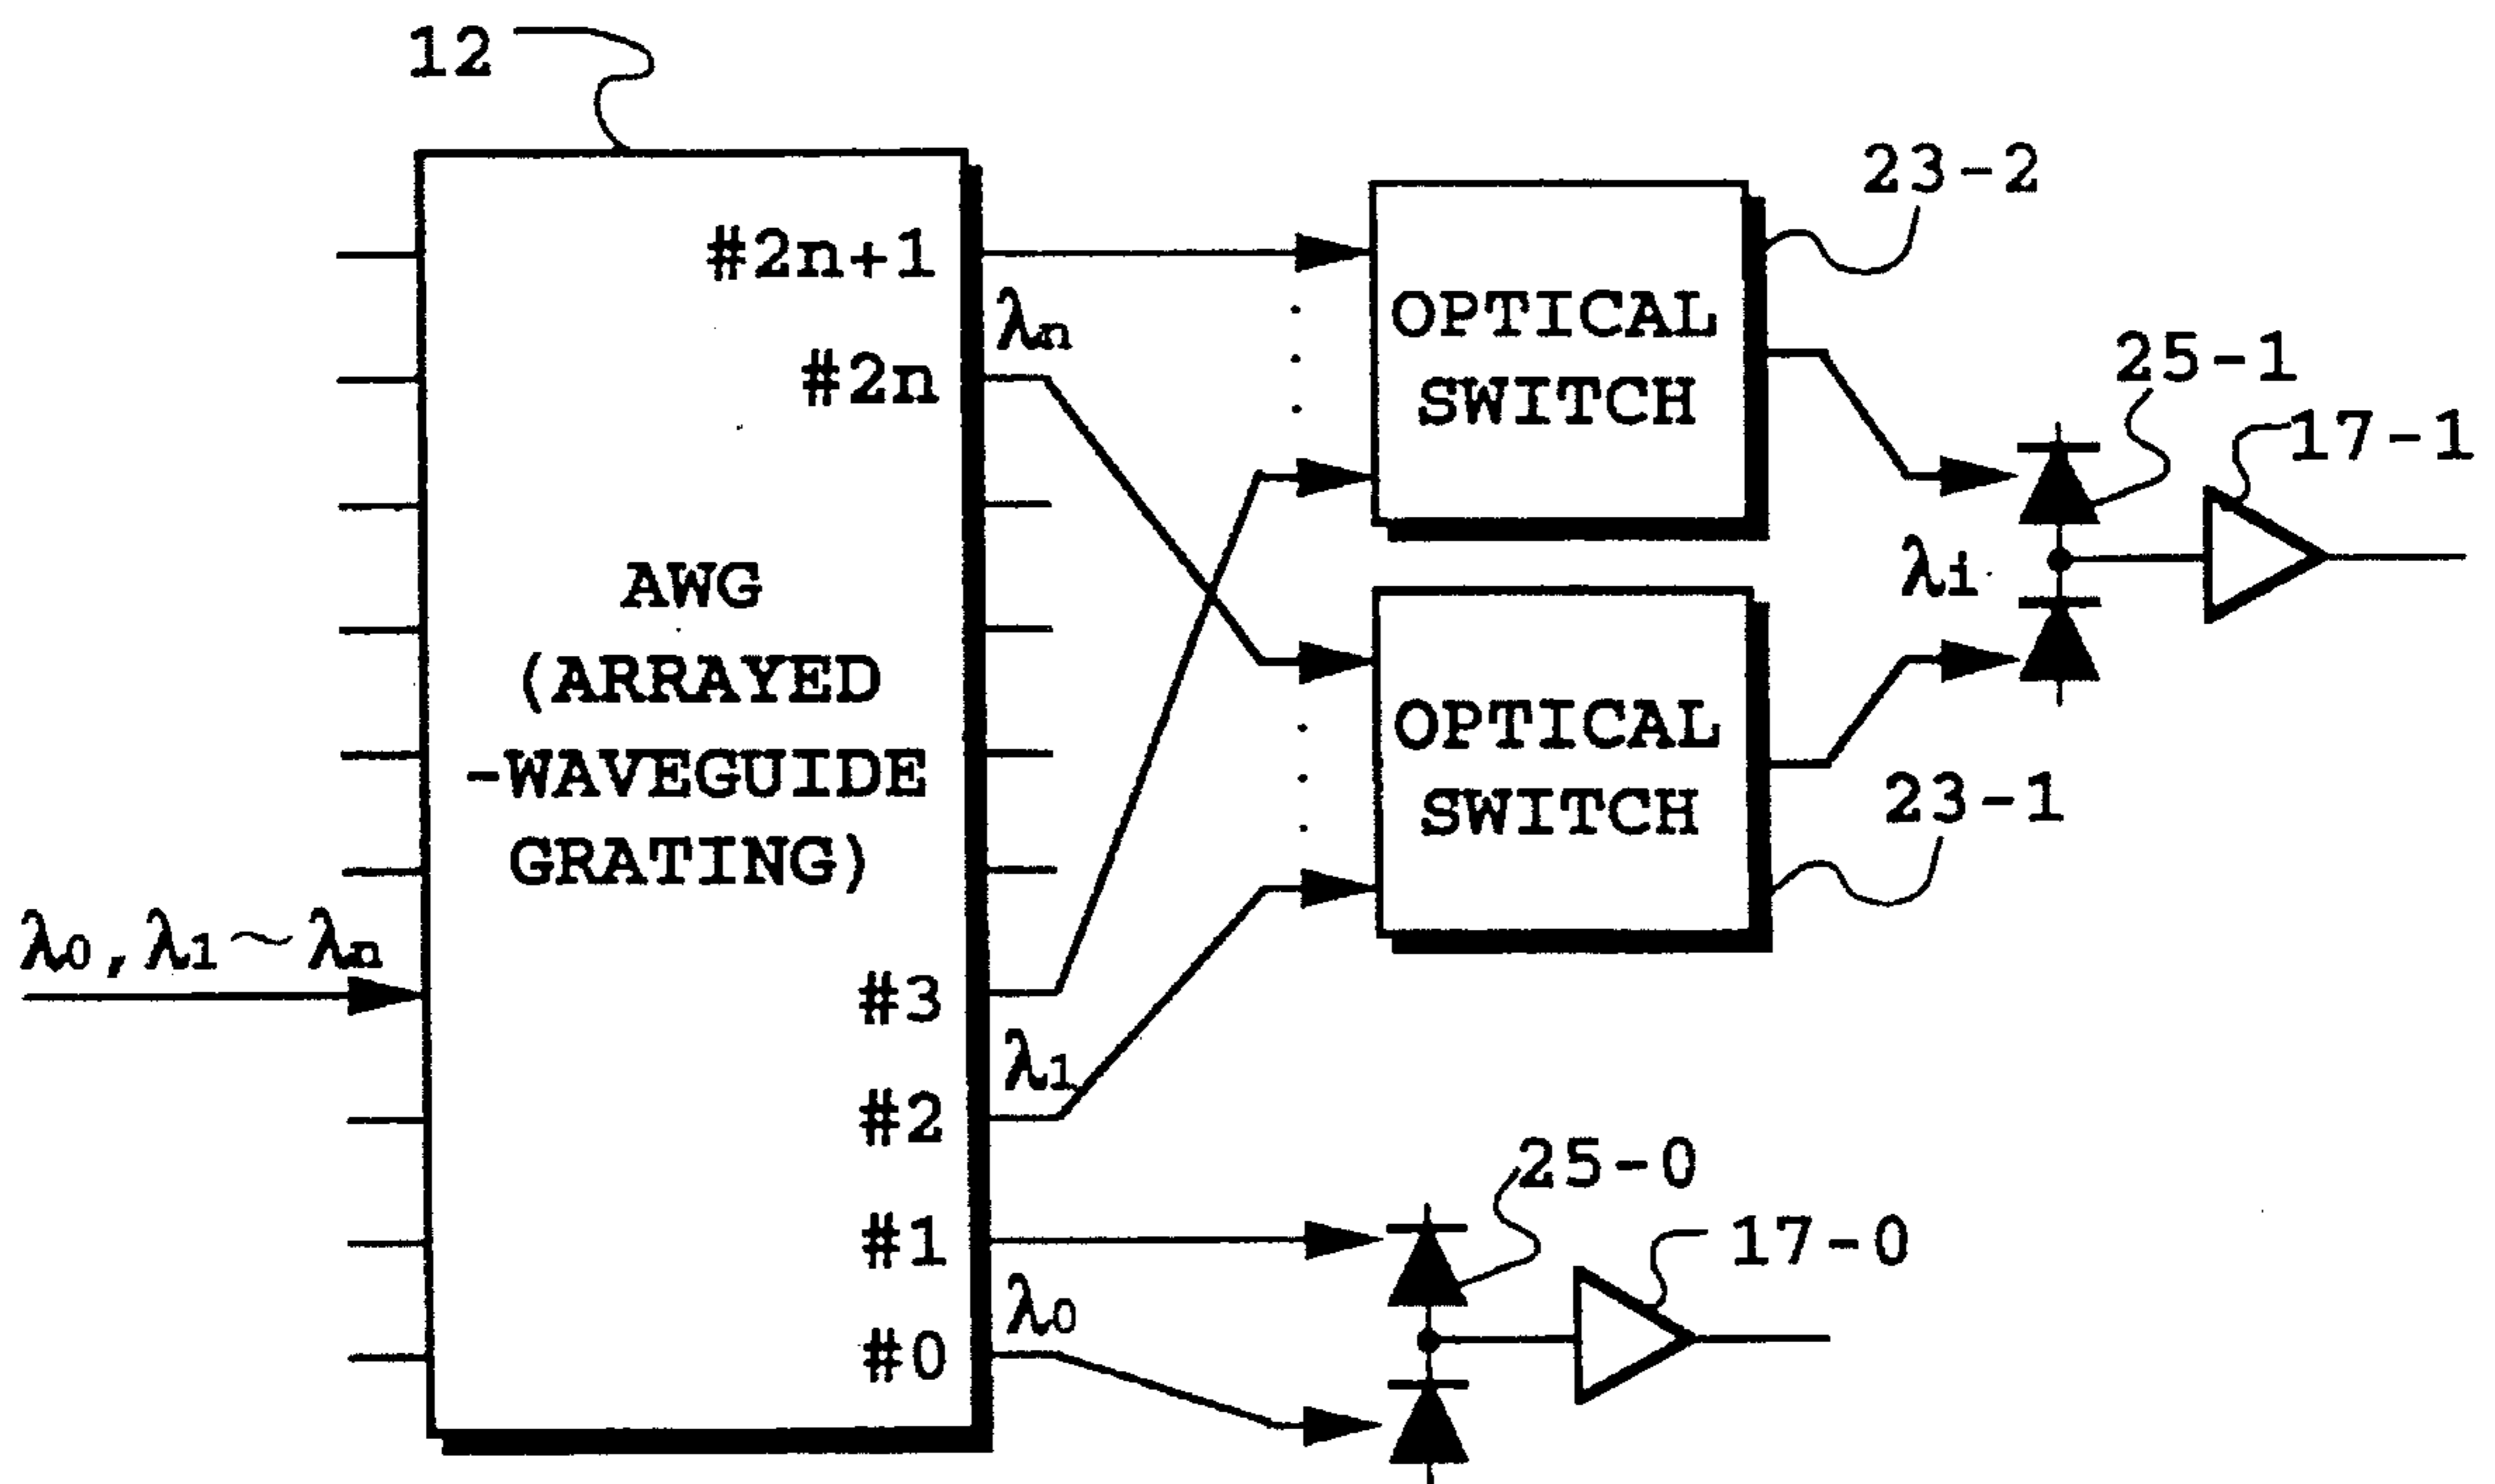 12
23-2
#2n+1
λn
#2n
OPTICAL
SWITCH
25-1
17-1
λi
AWG
(ARRAYED
-WAVEGUIDE
GRATING)
OPTICAL
SWITCH
23-1
λ0,λ1~λn
#3
λ1
#2
25-0
#1
17-0
λ0
#0